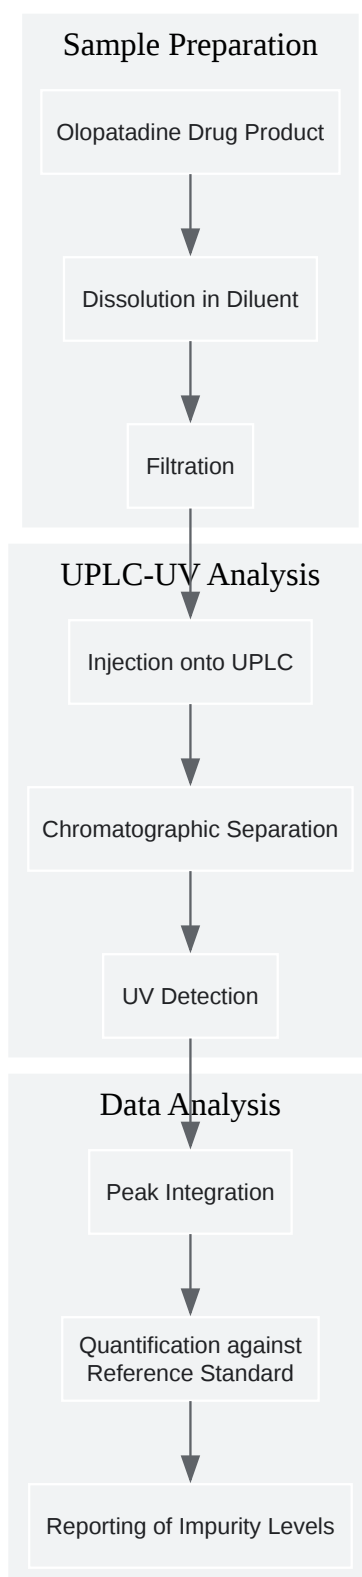 Sample Preparation
Olopatadine Drug Product
Dissolution in Diluent
Filtration
UPLC-UV Analysis
Injection onto UPLC
Chromatographic Separation
UV Detection
Data Analysis
Peak Integration
Quantification against
Reference Standard
Reporting of Impurity Levels